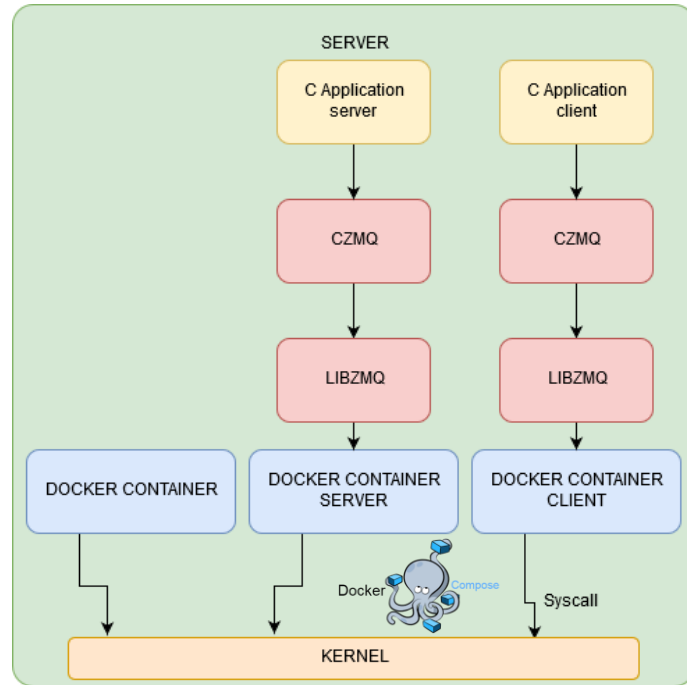 SERVER
C Application
server
C Application
client
CZMQ
CZMQ
LIBZMQ
LIBZMQ
DOCKER CONTAINER
DOCKER CONTAINER
SERVER
DOCKER CONTAINER
CLIENT
Docker
Compose
Syscall
KERNEL